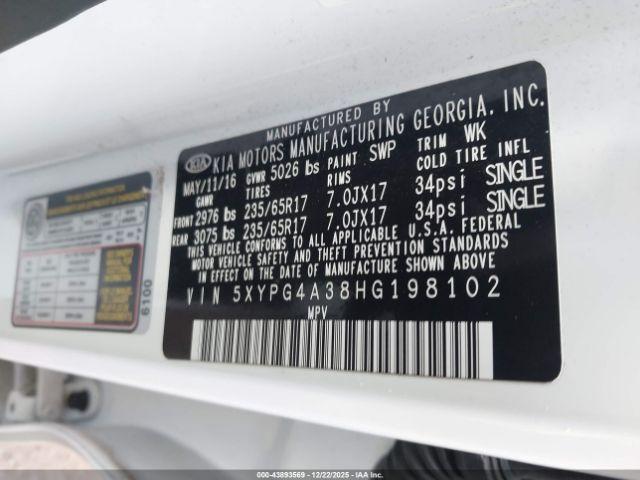 MANUFACTURED BY
KIA KIA MOTORS MANUFACTURING GEORGIA, INC.
MAY/11/16 GVWR 5026 lbs PAINT SWP TRIM WK
GAWR TIRES RIMS COLD TIRE INFL
FRONT 2976 lbs 235/65R17 7.0JX17 34psi SINGLE
REAR 3075 lbs 235/65R17 7.0JX17 34psi SINGLE
THIS VEHICLE CONFORMS TO ALL APPLICABLE U.S.A. FEDERAL
MOTOR VEHICLE SAFETY AND THEFT PREVENTION STANDARDS
IN EFFECT ON THE DATE OF MANUFACTURE SHOWN ABOVE
VIN 5XYPG4A38HG198102
MPV
6100
000-43893569 - 12/22/2025 - IAAI.COM